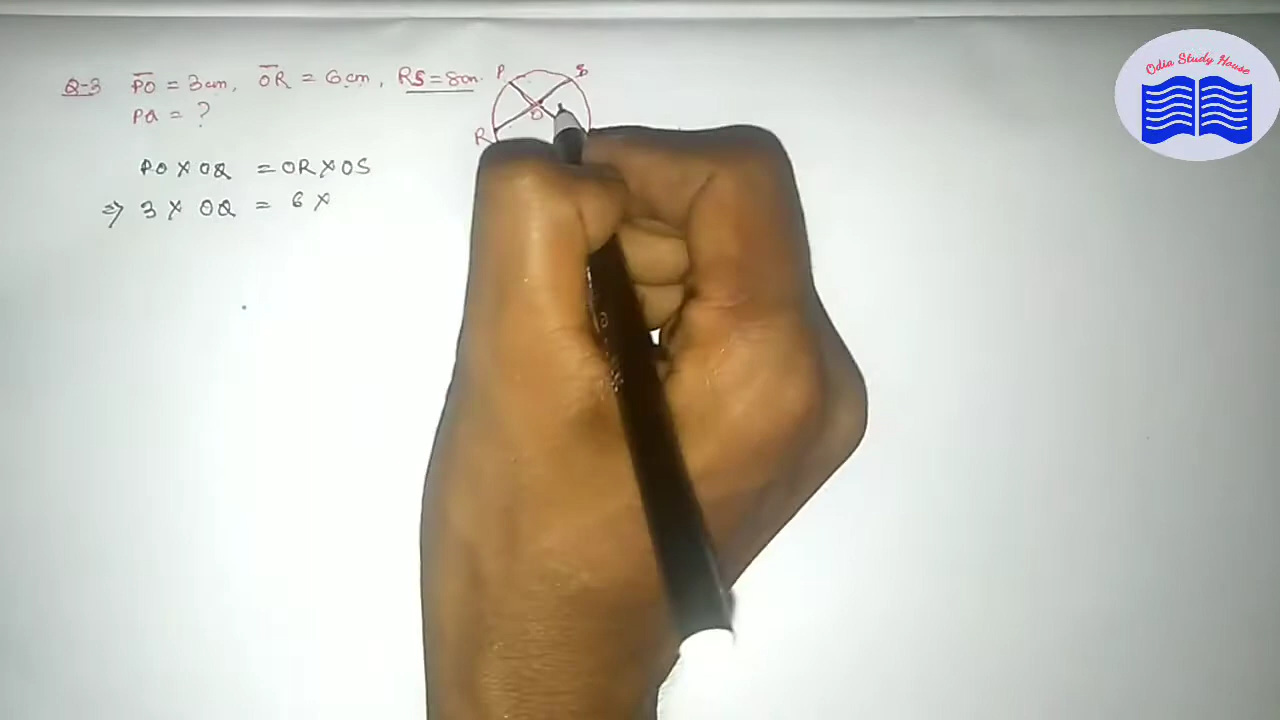 Q-3 PO = 3cm, OR = 6cm, RS = 8cm.
PQ = ?
PO × OQ = OR × OS
⇒ 3 × OQ = 6 ×
P
S
O
R
Odia Study House